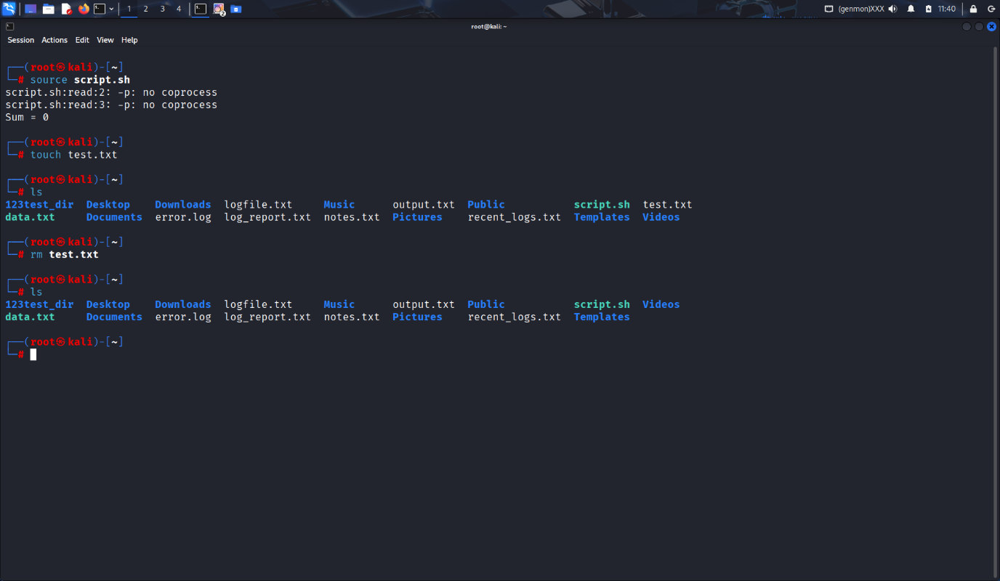 1 2 3 4 2 (genmon)XXX 11:40
root@kali: ~
Session Actions Edit View Help
┌──(root㉿kali)-[~]
└─# source script.sh
script.sh:read:2: -p: no coprocess
script.sh:read:3: -p: no coprocess
Sum = 0
┌──(root㉿kali)-[~]
└─# touch test.txt
┌──(root㉿kali)-[~]
└─# ls
123test_dir Desktop Downloads logfile.txt Music output.txt Public script.sh test.txt
data.txt Documents error.log log_report.txt notes.txt Pictures recent_logs.txt Templates Videos
┌──(root㉿kali)-[~]
└─# rm test.txt
┌──(root㉿kali)-[~]
└─# ls
123test_dir Desktop Downloads logfile.txt Music output.txt Public script.sh Videos
data.txt Documents error.log log_report.txt notes.txt Pictures recent_logs.txt Templates
┌──(root㉿kali)-[~]
└─#